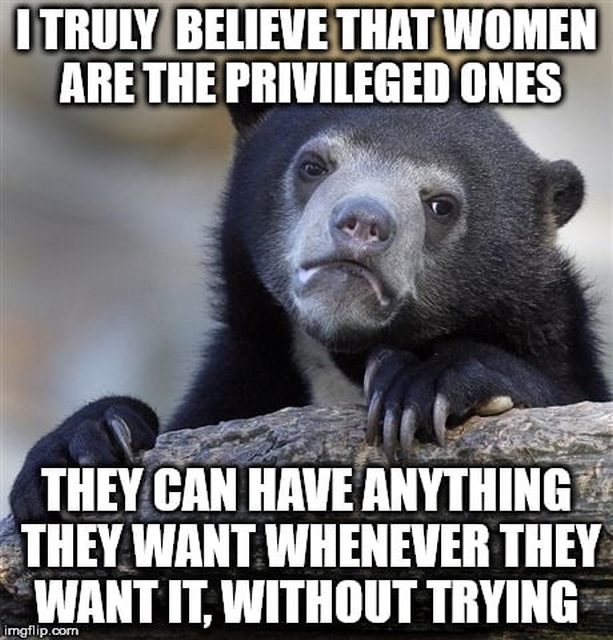 I TRULY BELIEVE THAT WOMEN
ARE THE PRIVILEGED ONES
THEY CAN HAVE ANYTHING
THEY WANT WHENEVER THEY
WANT IT, WITHOUT TRYING
imgflip.com